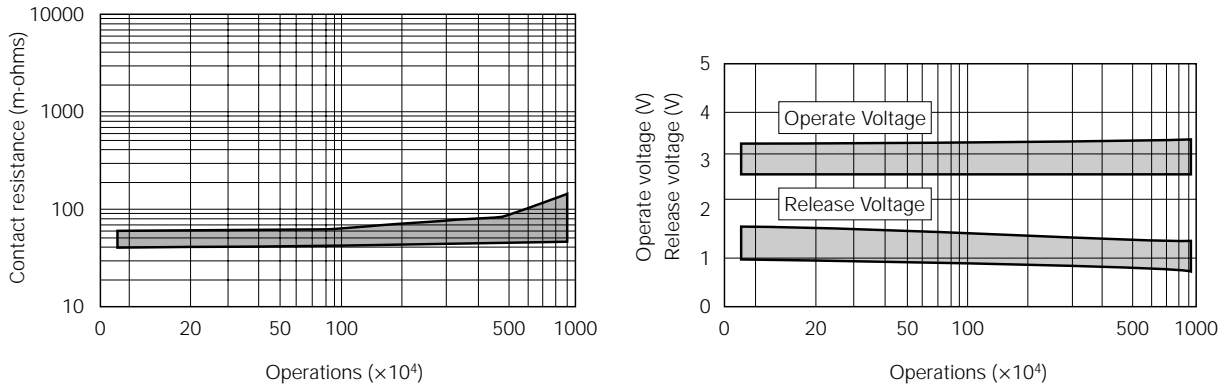 10000
1000
100
10
Contact resistance (m-ohms)
0 20 50 100 500 1000
Operations (×10⁴)
5
4
3
2
1
0
Operate voltage (V)
Release voltage (V)
Operate Voltage
Release Voltage
0 20 50 100 500 1000
Operations (×10⁴)